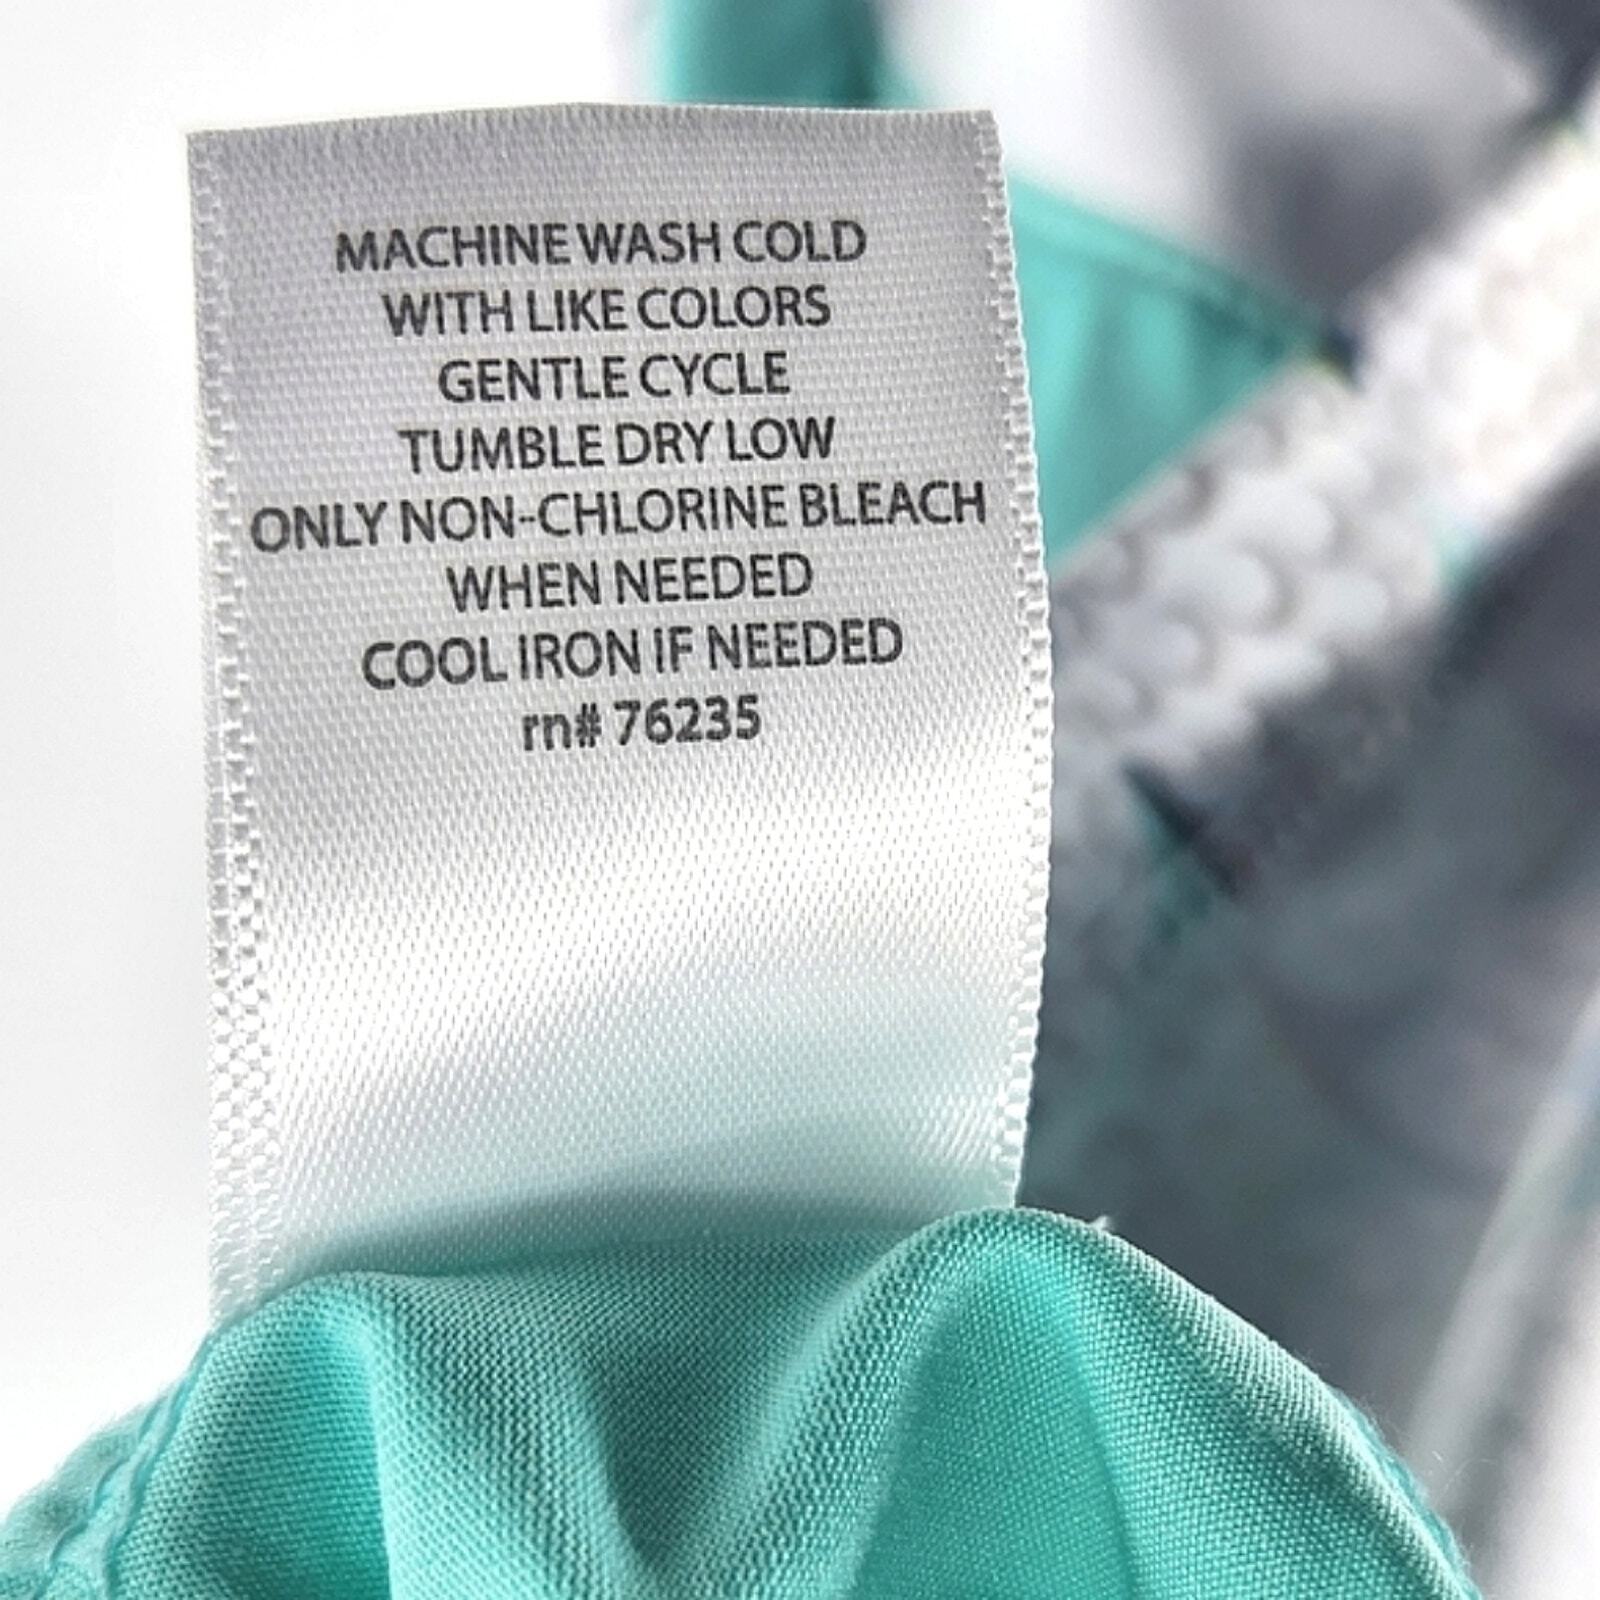 MACHINE WASH COLD
WITH LIKE COLORS
GENTLE CYCLE
TUMBLE DRY LOW
ONLY NON-CHLORINE BLEACH
WHEN NEEDED
COOL IRON IF NEEDED
rn# 76235